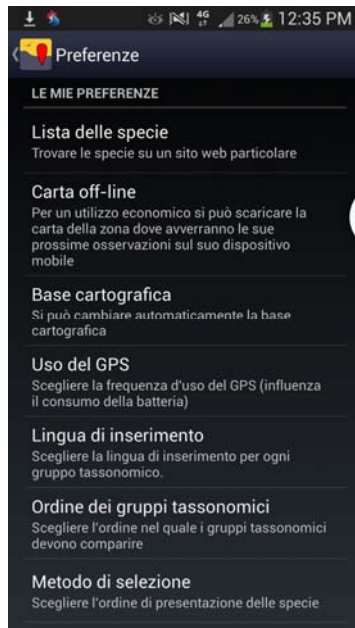 4G 26% 12:35 PM
Preferenze
LE MIE PREFERENZE
Lista delle specie
Trovare le specie su un sito web particolare
Carta off-line
Per un utilizzo economico si può scaricare la
carta della zona dove avverranno le sue
prossime osservazioni sul suo dispositivo
mobile
Base cartografica
Si può cambiare automaticamente la base
cartografica
Uso del GPS
Scegliere la frequenza d'uso del GPS (influenza
il consumo della batteria)
Lingua di inserimento
Scegliere la lingua di inserimento per ogni
gruppo tassonomico.
Ordine dei gruppi tassonomici
Scegliere l'ordine nel quale i gruppi tassonomici
devono comparire
Metodo di selezione
Scegliere l'ordine di presentazione delle specie